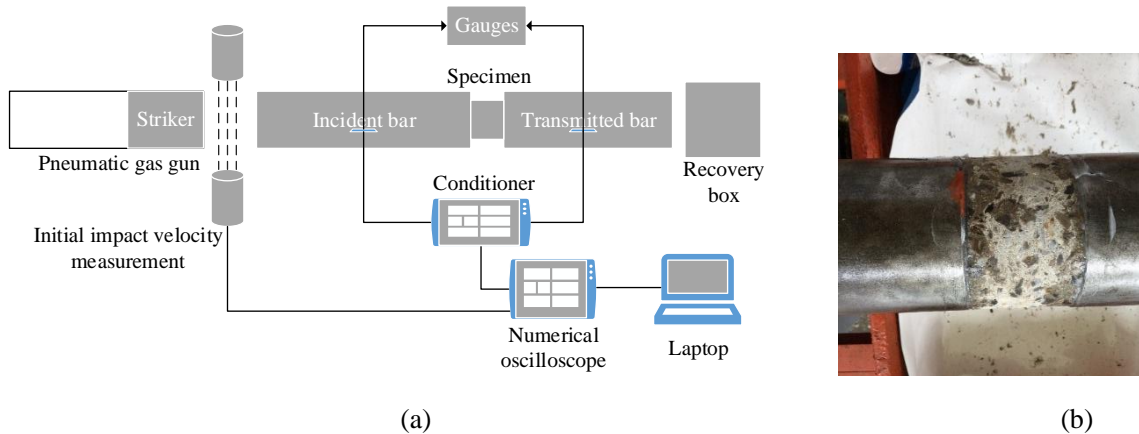 Gauges
Specimen
Striker
Incident bar
Transmitted bar
Pneumatic gas gun
Recovery
box
Conditioner
Initial impact velocity
measurement
Numerical
oscilloscope
Laptop
(a)
(b)